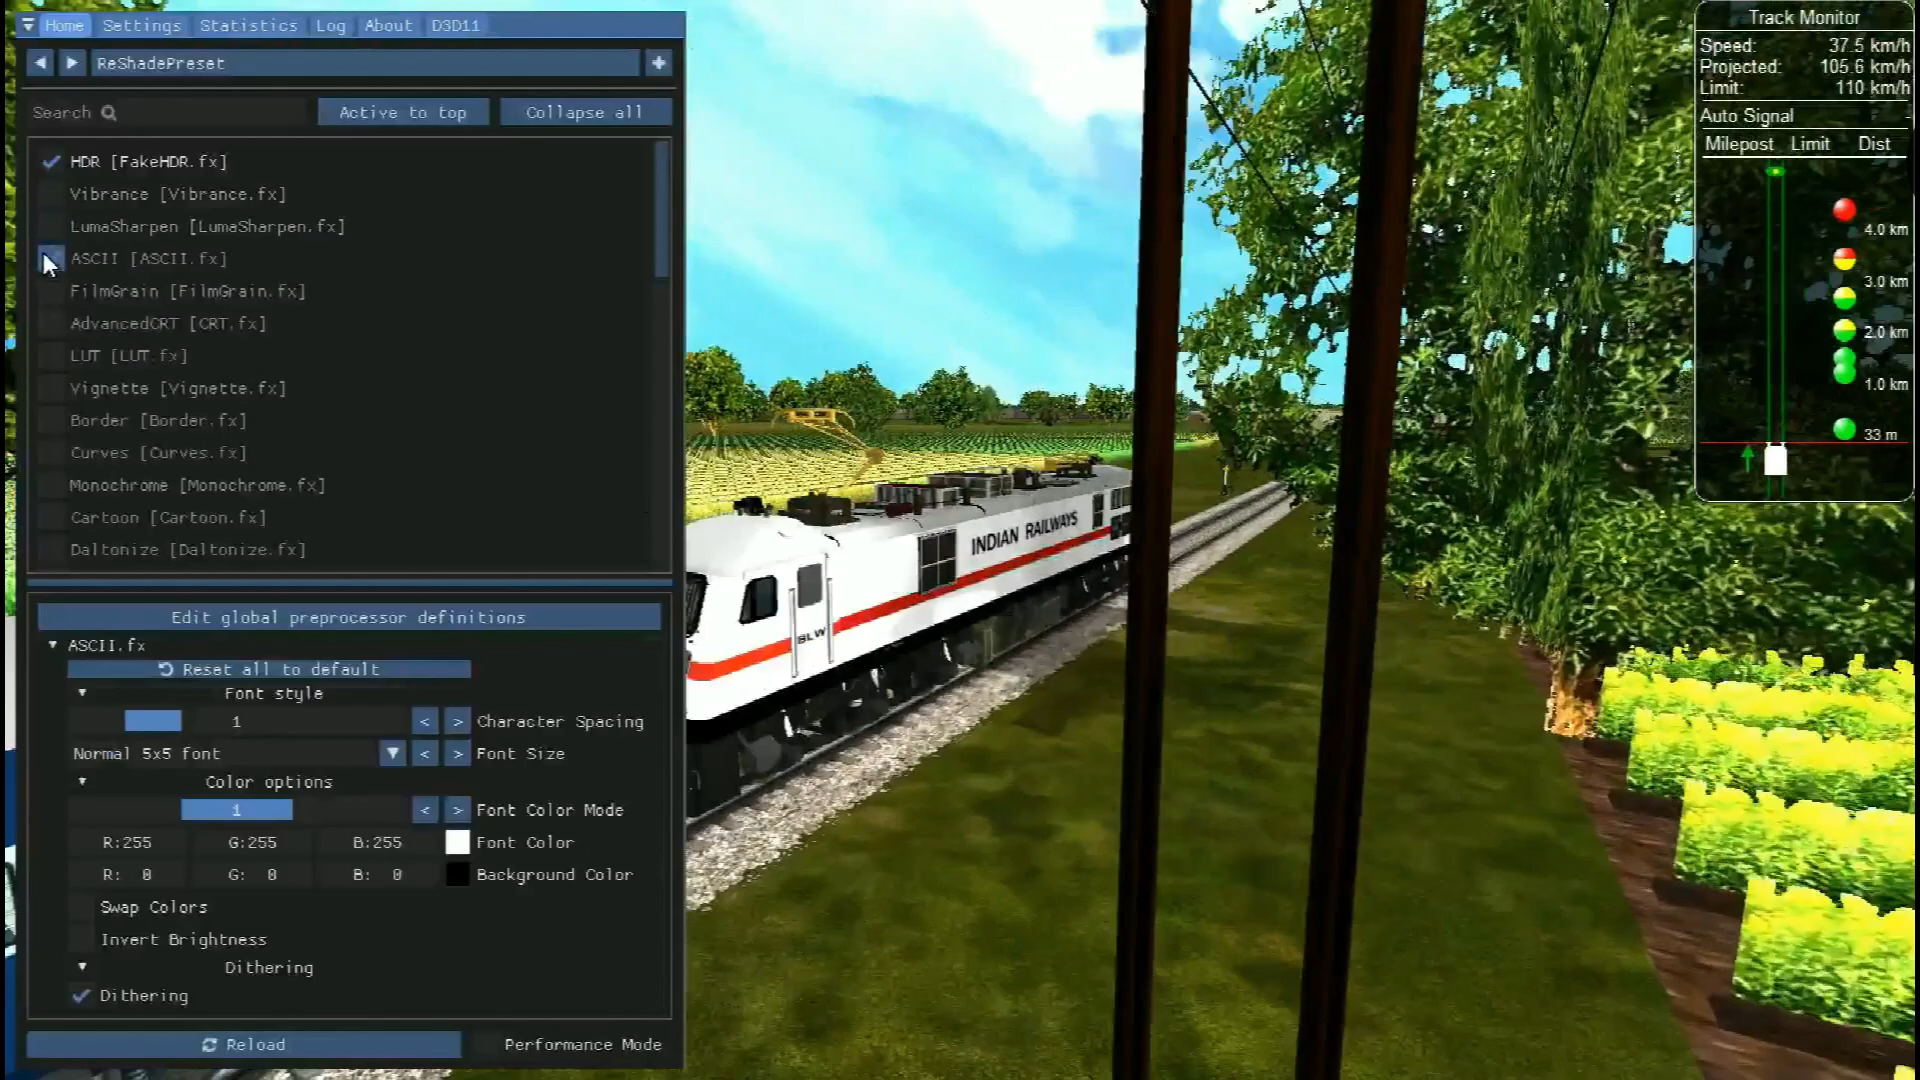 Home Settings Statistics Log About D3D11
ReShadePreset
Search Active to top Collapse all
HDR [FakeHDR.fx]
Vibrance [Vibrance.fx]
LumaSharpen [LumaSharpen.fx]
ASCII [ASCII.fx]
FilmGrain [FilmGrain.fx]
AdvancedCRT [CRT.fx]
LUT [LUT.fx]
Vignette [Vignette.fx]
Border [Border.fx]
Curves [Curves.fx]
Monochrome [Monochrome.fx]
Cartoon [Cartoon.fx]
Daltonize [Daltonize.fx]
Edit global preprocessor definitions
ASCII.fx
Reset all to default
Font style
1 < > Character Spacing
Normal 5x5 font < > Font Size
Color options
1 < > Font Color Mode
R:255 G:255 B:255 Font Color
R: 0 G: 0 B: 0 Background Color
Swap Colors
Invert Brightness
Dithering
Dithering
Reload Performance Mode
INDIAN RAILWAYS
BLW
Track Monitor
Speed: 37.5 km/h
Projected: 105.6 km/h
Limit: 110 km/h
Auto Signal -
Milepost Limit Dist
4.0 km
3.0 km
2.0 km
1.0 km
33 m